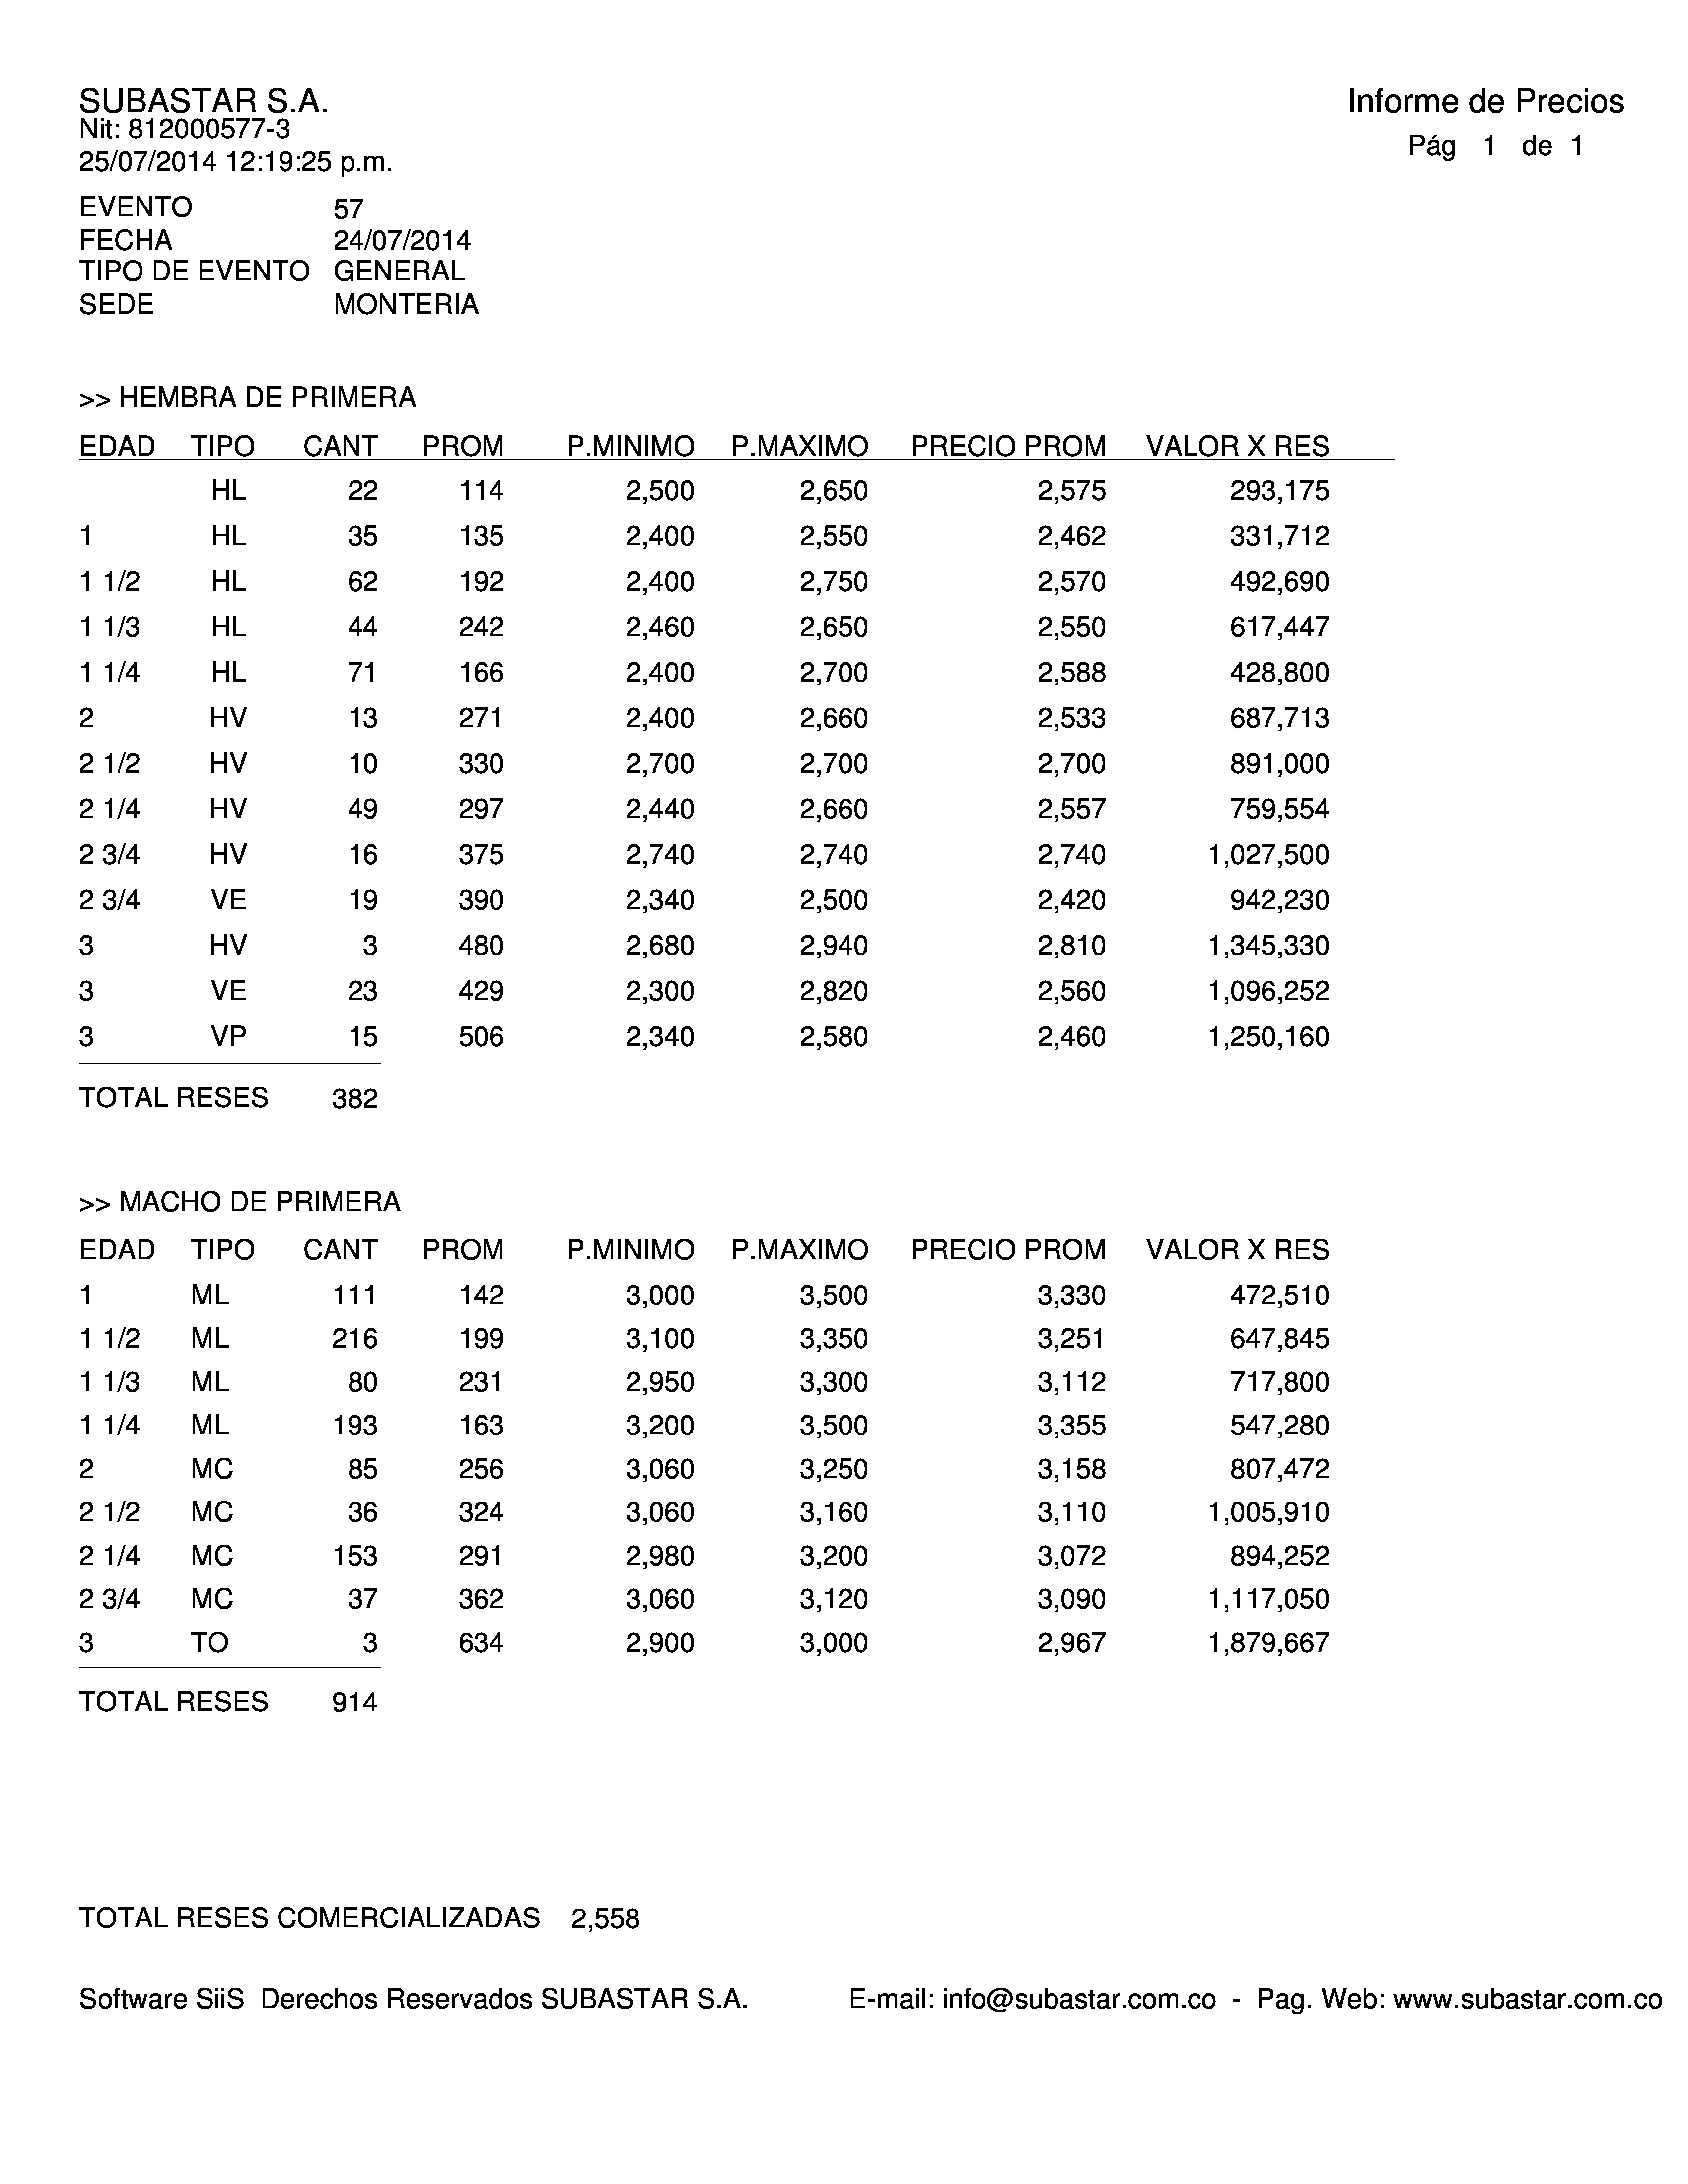 SUBASTAR S.A. Informe de Precios
Nit: 812000577-3
25/07/2014 12:19:25 p.m. Pág 1 de 1
EVENTO 57
FECHA 24/07/2014
TIPO DE EVENTO GENERAL
SEDE MONTERIA
>> HEMBRA DE PRIMERA
EDAD TIPO CANT PROM P.MINIMO P.MAXIMO PRECIO PROM VALOR X RES
HL 22 114 2,500 2,650 2,575 293,175
1 HL 35 135 2,400 2,550 2,462 331,712
1 1/2 HL 62 192 2,400 2,750 2,570 492,690
1 1/3 HL 44 242 2,460 2,650 2,550 617,447
1 1/4 HL 71 166 2,400 2,700 2,588 428,800
2 HV 13 271 2,400 2,660 2,533 687,713
2 1/2 HV 10 330 2,700 2,700 2,700 891,000
2 1/4 HV 49 297 2,440 2,660 2,557 759,554
2 3/4 HV 16 375 2,740 2,740 2,740 1,027,500
2 3/4 VE 19 390 2,340 2,500 2,420 942,230
3 HV 3 480 2,680 2,940 2,810 1,345,330
3 VE 23 429 2,300 2,820 2,560 1,096,252
3 VP 15 506 2,340 2,580 2,460 1,250,160
TOTAL RESES 382
>> MACHO DE PRIMERA
EDAD TIPO CANT PROM P.MINIMO P.MAXIMO PRECIO PROM VALOR X RES
1 ML 111 142 3,000 3,500 3,330 472,510
1 1/2 ML 216 199 3,100 3,350 3,251 647,845
1 1/3 ML 80 231 2,950 3,300 3,112 717,800
1 1/4 ML 193 163 3,200 3,500 3,355 547,280
2 MC 85 256 3,060 3,250 3,158 807,472
2 1/2 MC 36 324 3,060 3,160 3,110 1,005,910
2 1/4 MC 153 291 2,980 3,200 3,072 894,252
2 3/4 MC 37 362 3,060 3,120 3,090 1,117,050
3 TO 3 634 2,900 3,000 2,967 1,879,667
TOTAL RESES 914
TOTAL RESES COMERCIALIZADAS 2,558
Software SiiS Derechos Reservados SUBASTAR S.A. E-mail: info@subastar.com.co - Pag. Web: www.subastar.com.co